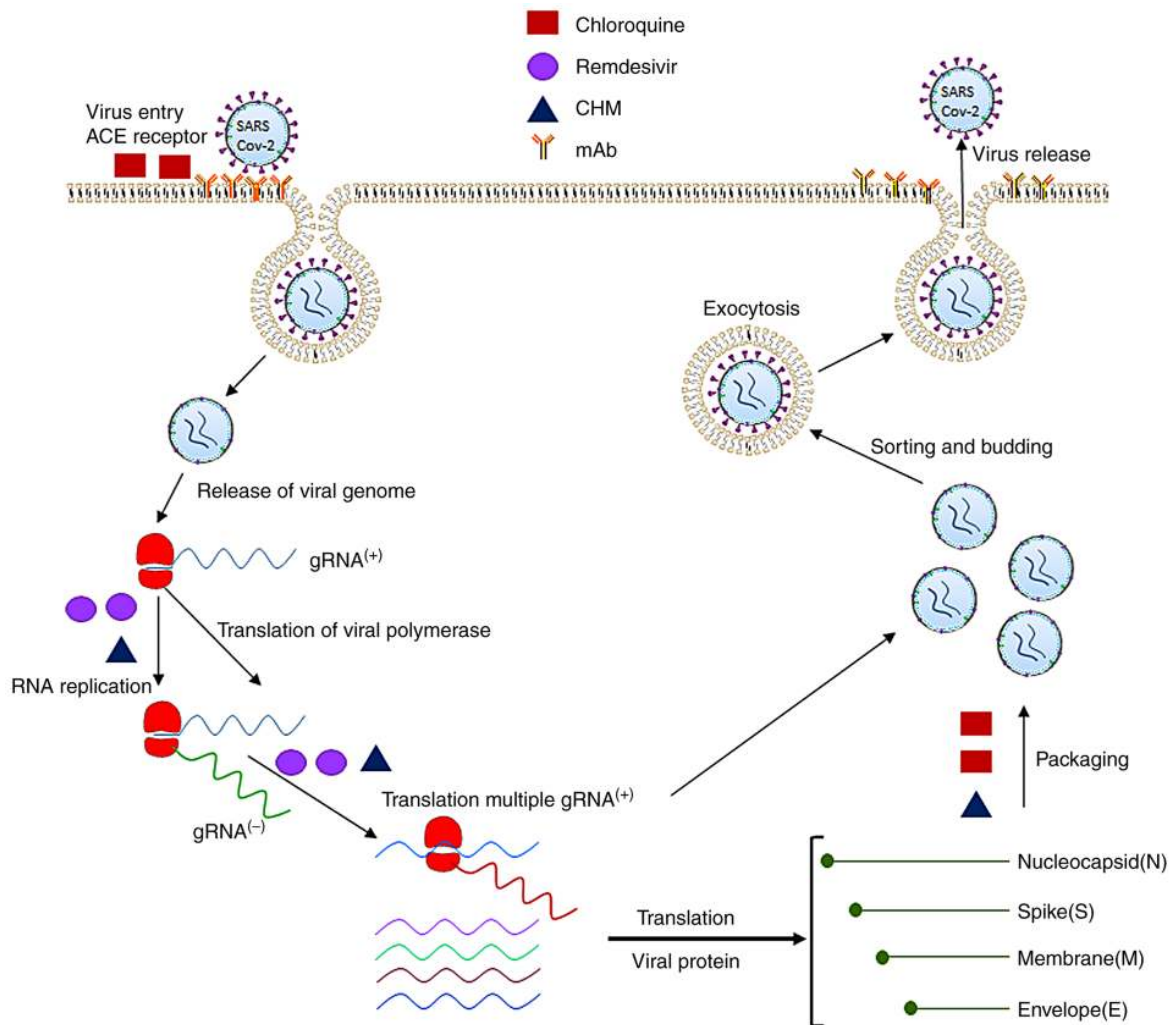 Chloroquine
Remdesivir
CHM
mAb
Virus entry
ACE receptor
SARS
Cov-2
SARS
Cov-2
Virus release
Exocytosis
Sorting and budding
Release of viral genome
gRNA(+)
Translation of viral polymerase
RNA replication
gRNA(−)
Translation multiple gRNA(+)
Packaging
Translation
Viral protein
Nucleocapsid(N)
Spike(S)
Membrane(M)
Envelope(E)